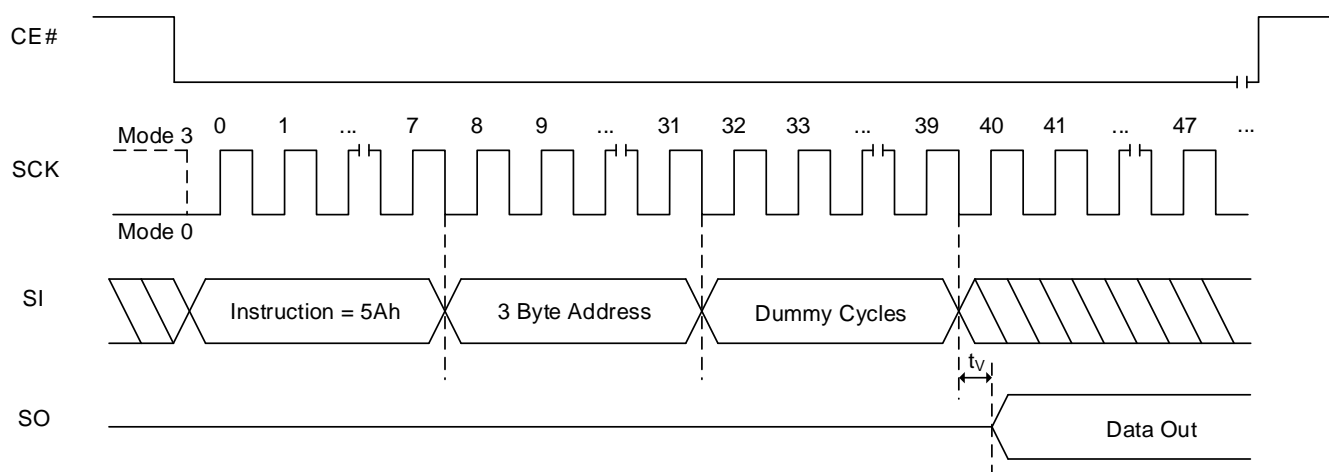 CE#
0 1 ... 7 8 9 ... 31 32 33 ... 39 40 41 ... 47 ...
Mode 3
SCK
Mode 0
SI
Instruction = 5Ah
3 Byte Address
Dummy Cycles
tV
SO
Data Out